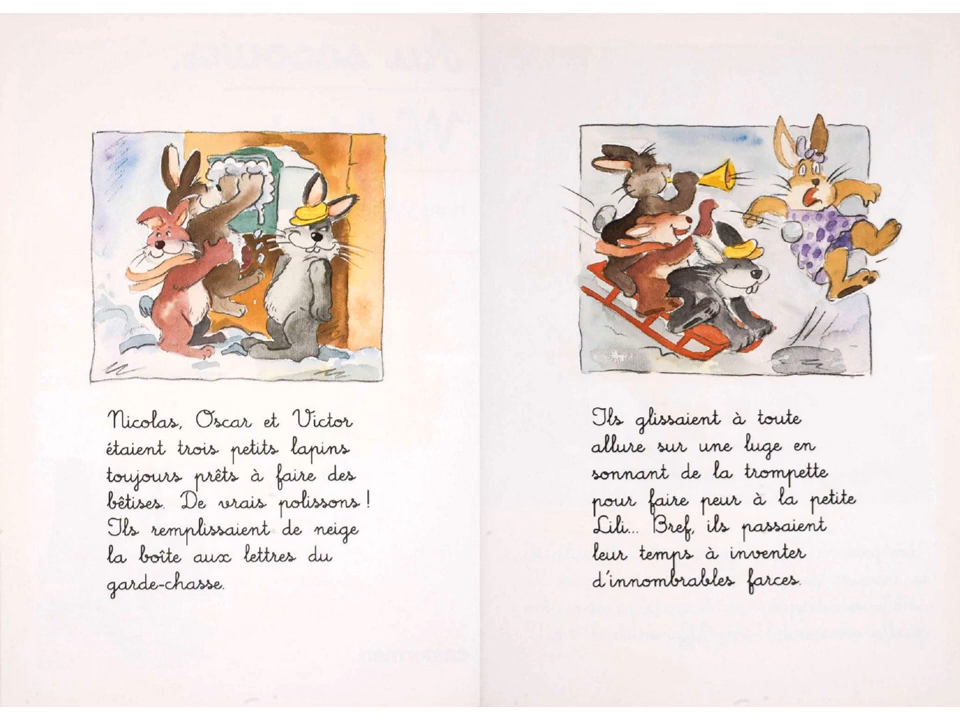 Nicolas, Oscar et Victor
étaient trois petits lapins
toujours prêts à faire des
bêtises. De vrais polissons !
Ils remplissaient de neige
la boîte aux lettres du
garde-chasse.
Ils glissaient à toute
allure sur une luge en
sonnant de la trompette
pour faire peur à la petite
Lili... Bref, ils passaient
leur temps à inventer
d'innombrables farces.